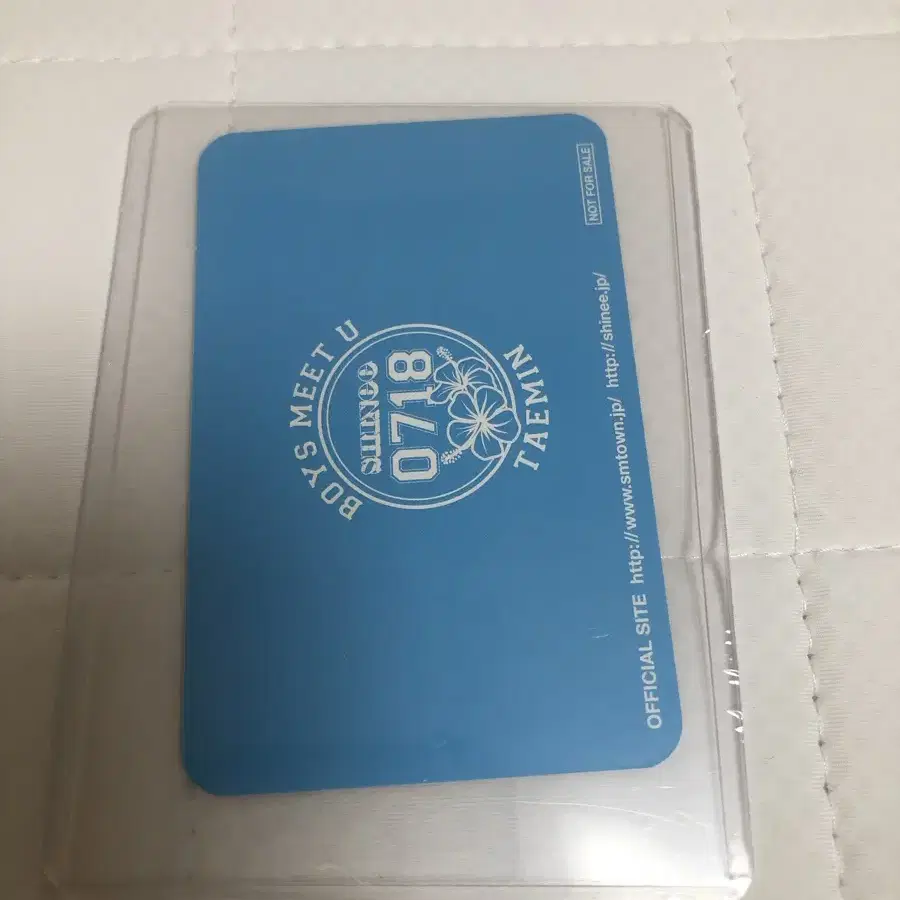 BOYS MEET U
SHINee
0718
TAEMIN
NOT FOR SALE
OFFICIAL SITE http://www.smtown.jp/ http://shinee.jp/